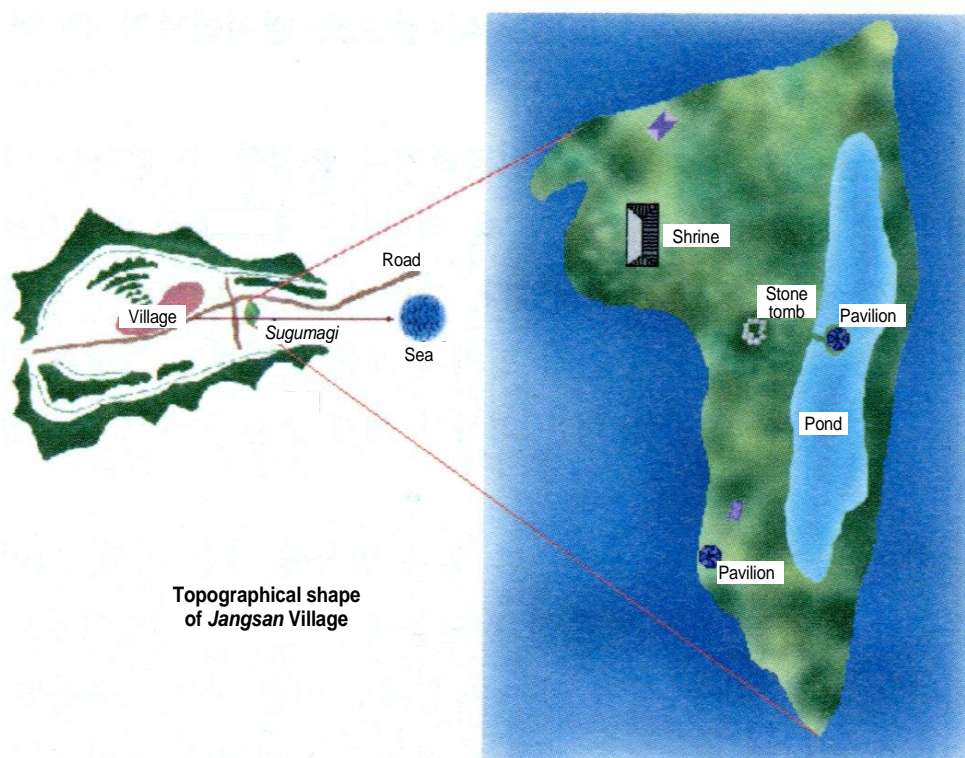 Road
Village
Sugumagi
Sea
Topographical shape
of Jangsan Village
Shrine
Stone
tomb
Pavilion
Pond
Pavilion